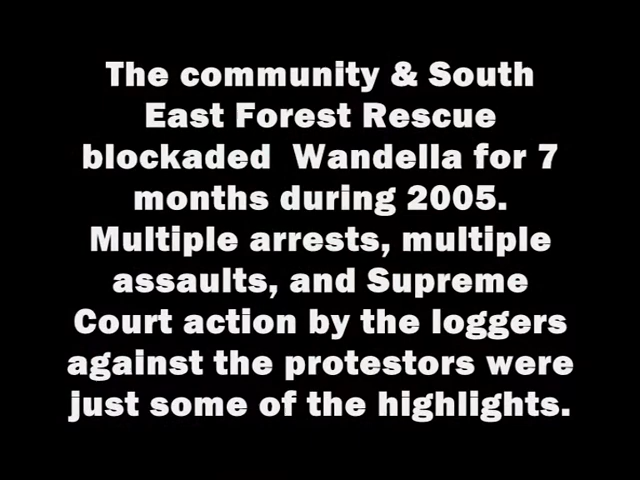 The community & South
East Forest Rescue
blockaded  Wandella for 7
months during 2005.
Multiple arrests, multiple
assaults, and Supreme
Court action by the loggers
against the protestors were
just some of the highlights.